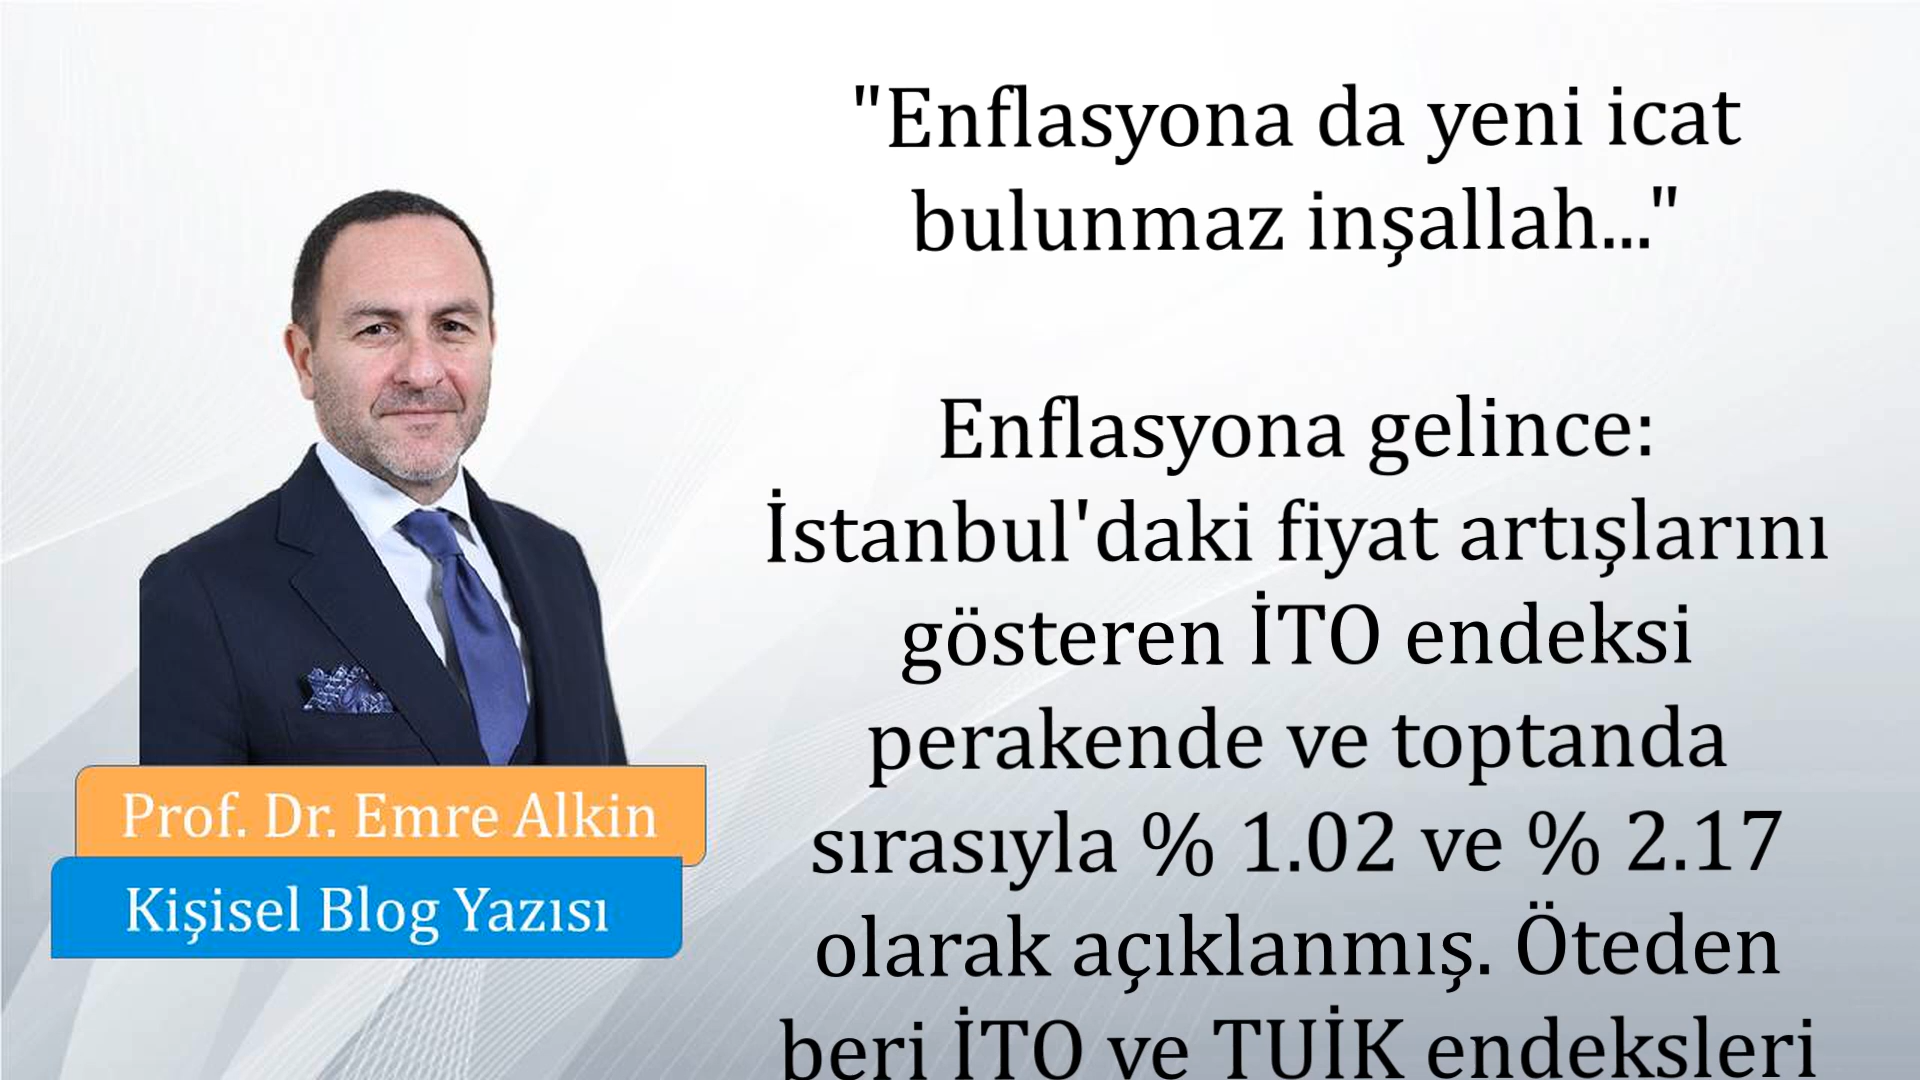 "Enflasyona da yeni icat
bulunmaz inşallah..."
Enflasyona gelince:
İstanbul'daki fiyat artışlarını
gösteren İTO endeksi
perakende ve toptanda
sırasıyla % 1.02 ve % 2.17
olarak açıklanmış. Öteden
beri İTO ve TUİK endeksleri
Prof. Dr. Emre Alkin
Kişisel Blog Yazısı